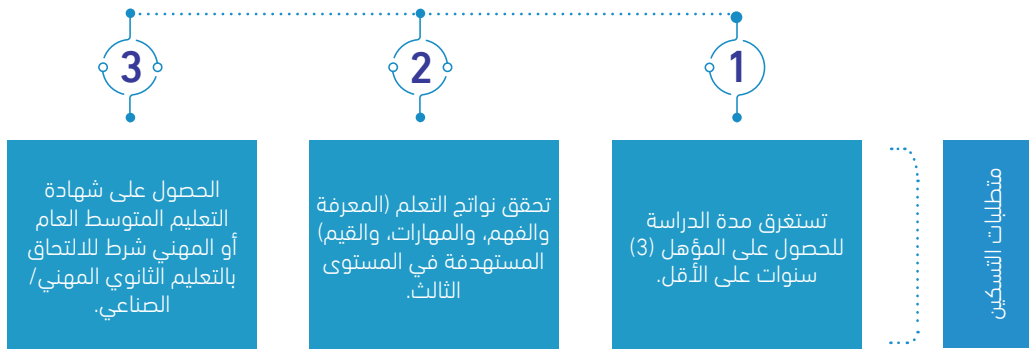 متطلبات التسكين
1
تستغرق مدة الدراسة
للحصول على المؤهل (3)
سنوات على الأقل.
2
تحقق نواتج التعلم (المعرفة
والفهم، والمهارات، والقيم)
المستهدفة في المستوى
الثالث.
3
الحصول على شهادة
التعليم المتوسط العام
أو المهني شرط للالتحاق
بالتعليم الثانوي المهني/
الصناعي.